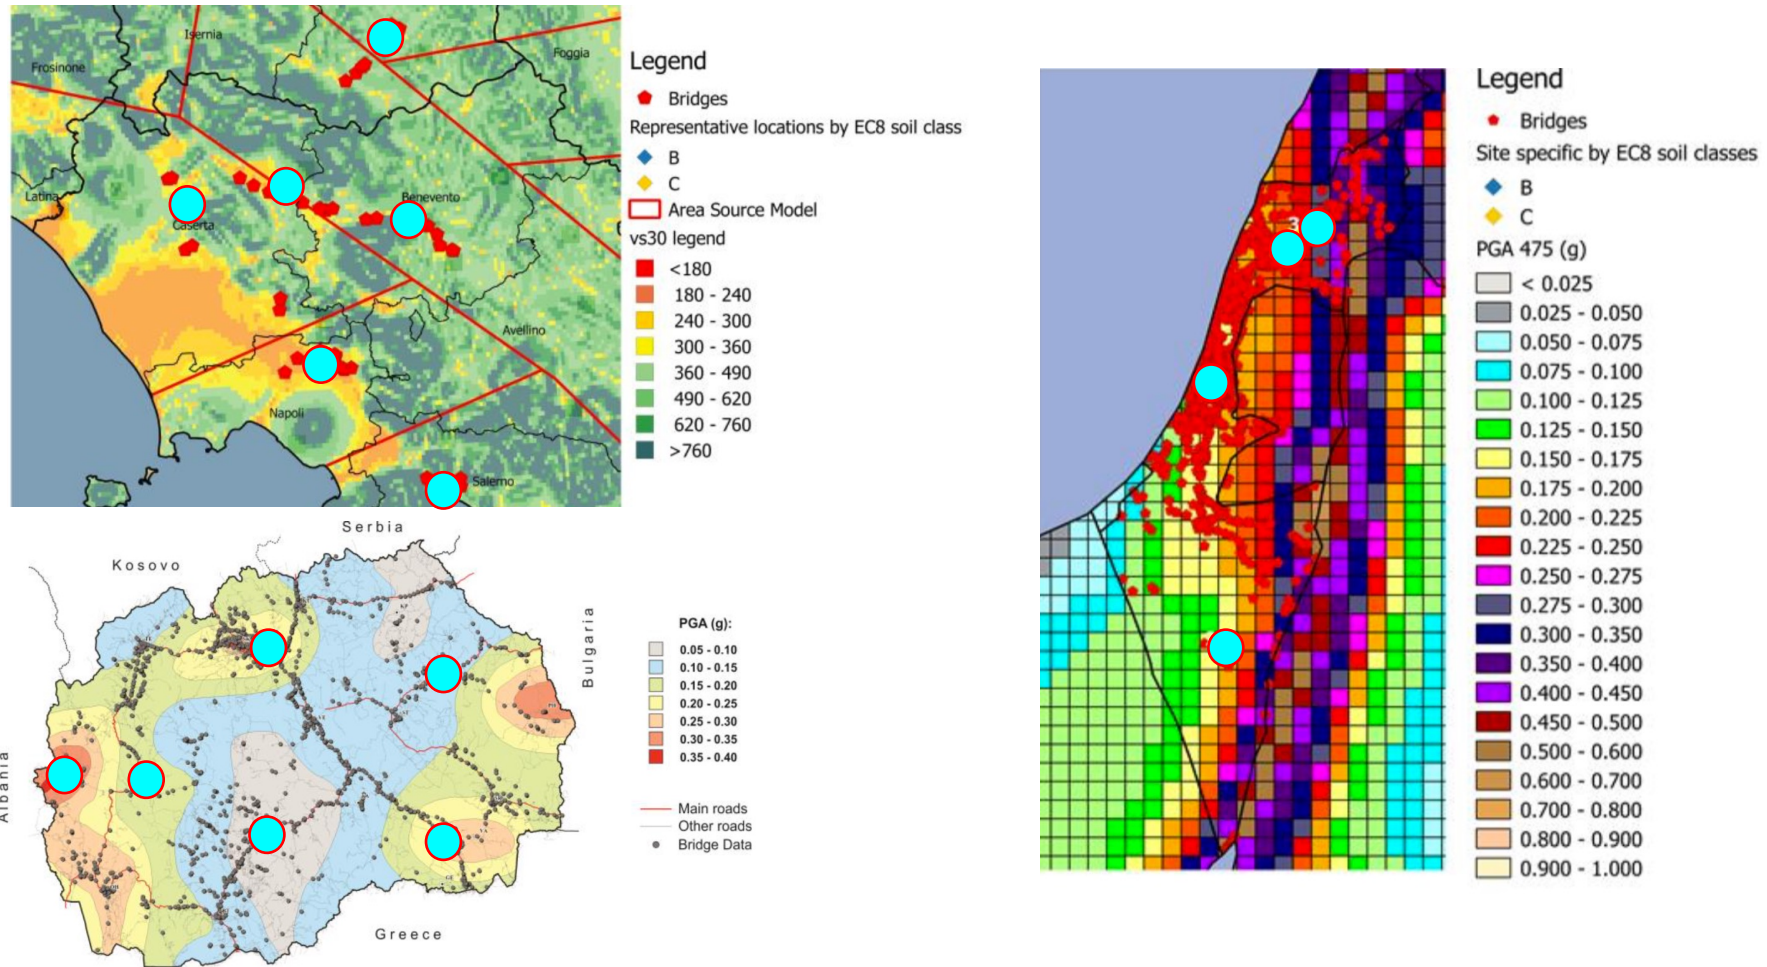 Isernia
Frosinone
Foggia
Latina
Benevento
Caserta
Avellino
Napoli
Salerno
Legend
Bridges
Representative locations by EC8 soil class
B
C
Area Source Model
vs30 legend
<180
180 - 240
240 - 300
300 - 360
360 - 490
490 - 620
620 - 760
>760
Serbia
Kosovo
Bulgaria
Albania
Greece
PGA (g):
0.05 - 0.10
0.10 - 0.15
0.15 - 0.20
0.20 - 0.25
0.25 - 0.30
0.30 - 0.35
0.35 - 0.40
Main roads
Other roads
Bridge Data
3
Legend
Bridges
Site specific by EC8 soil classes
B
C
PGA 475 (g)
< 0.025
0.025 - 0.050
0.050 - 0.075
0.075 - 0.100
0.100 - 0.125
0.125 - 0.150
0.150 - 0.175
0.175 - 0.200
0.200 - 0.225
0.225 - 0.250
0.250 - 0.275
0.275 - 0.300
0.300 - 0.350
0.350 - 0.400
0.400 - 0.450
0.450 - 0.500
0.500 - 0.600
0.600 - 0.700
0.700 - 0.800
0.800 - 0.900
0.900 - 1.000